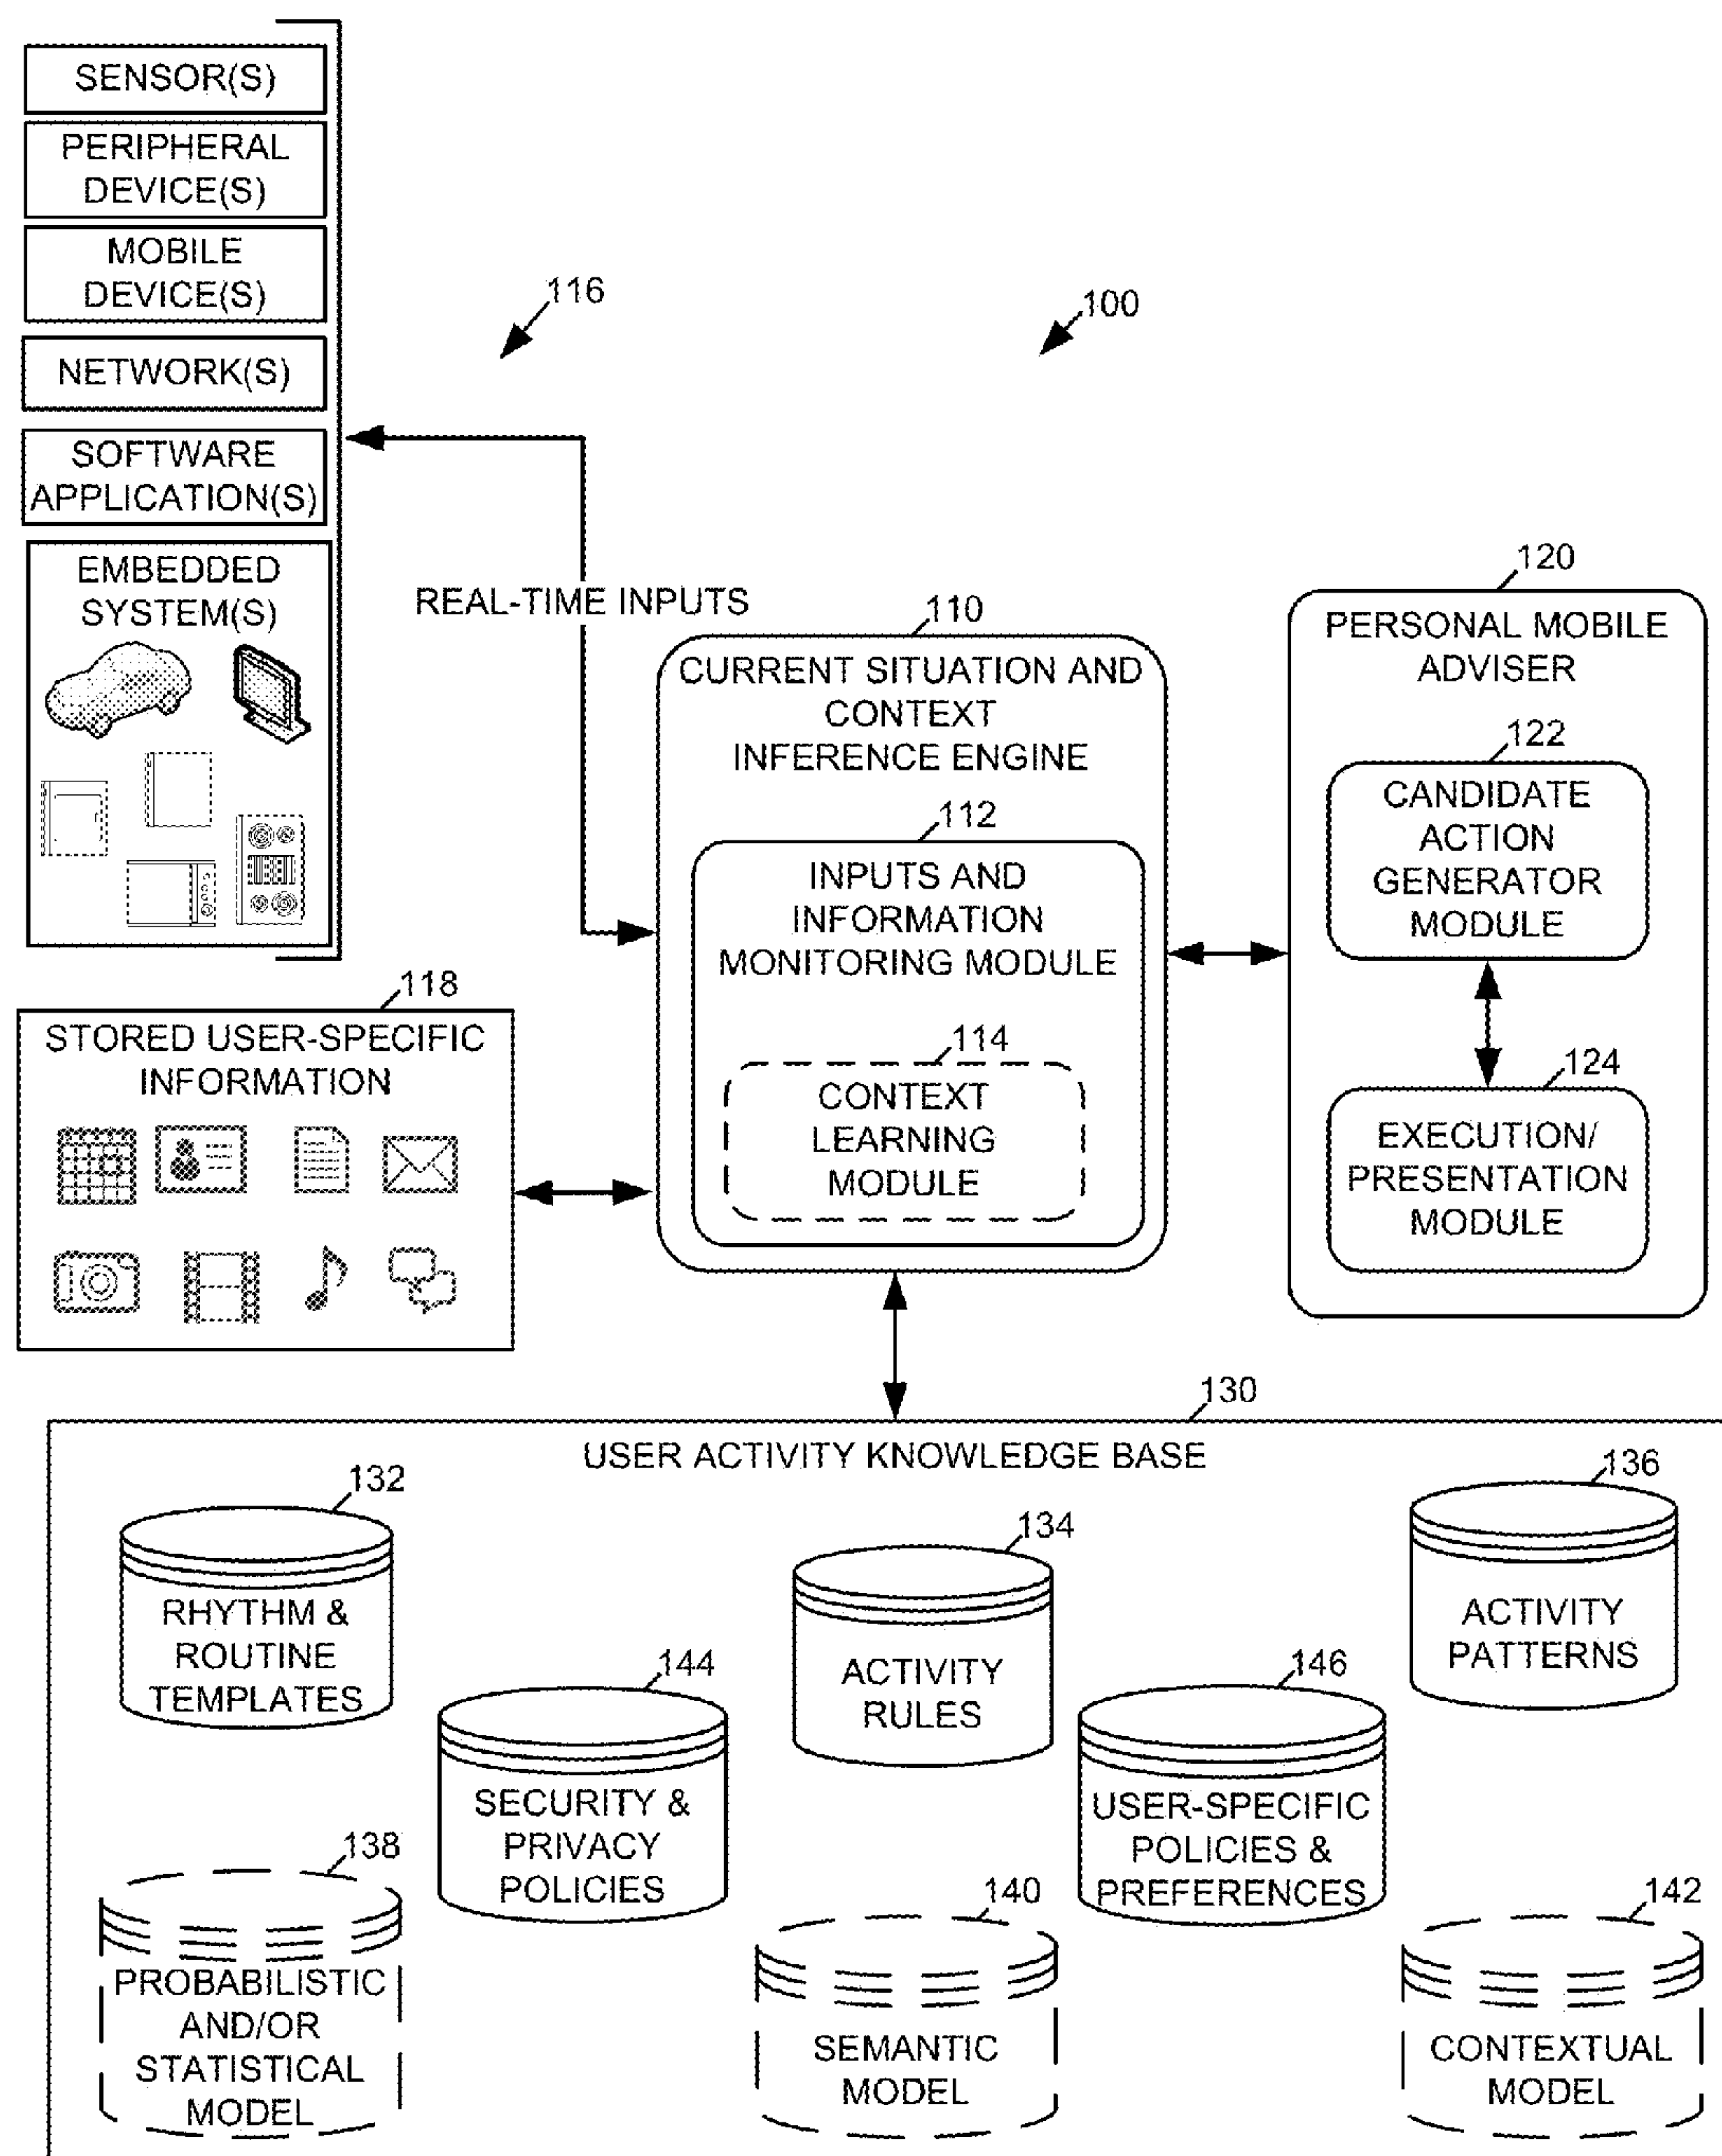 SENSOR(S)
PERIPHERAL
DEVICE(S)
MOBILE
DEVICE(S)
NETWORK(S)
SOFTWARE
APPLICATION(S)
EMBEDDED
SYSTEM(S)
116
100
REAL-TIME INPUTS
110
CURRENT SITUATION AND
CONTEXT
INFERENCE ENGINE
112
INPUTS AND
INFORMATION
MONITORING MODULE
114
CONTEXT
LEARNING
MODULE
120
PERSONAL MOBILE
ADVISER
122
CANDIDATE
ACTION
GENERATOR
MODULE
124
EXECUTION/
PRESENTATION
MODULE
118
STORED USER-SPECIFIC
INFORMATION
130
USER ACTIVITY KNOWLEDGE BASE
132
RHYTHM &
ROUTINE
TEMPLATES
134
ACTIVITY
RULES
136
ACTIVITY
PATTERNS
144
SECURITY &
PRIVACY
POLICIES
146
USER-SPECIFIC
POLICIES &
PREFERENCES
138
PROBABILISTIC
AND/OR
STATISTICAL
MODEL
140
SEMANTIC
MODEL
142
CONTEXTUAL
MODEL